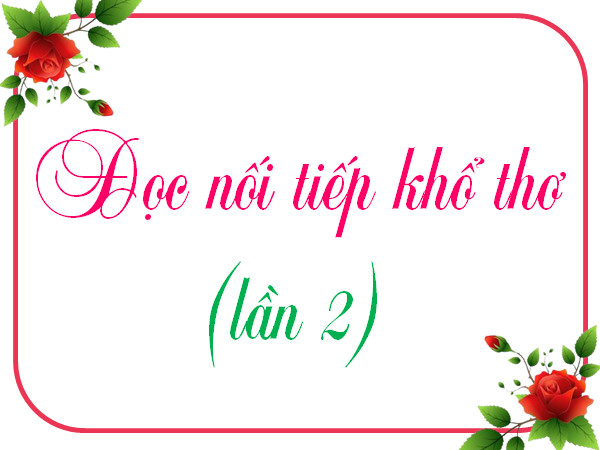 Đọc nối tiếp khổ thơ
(lần 2)